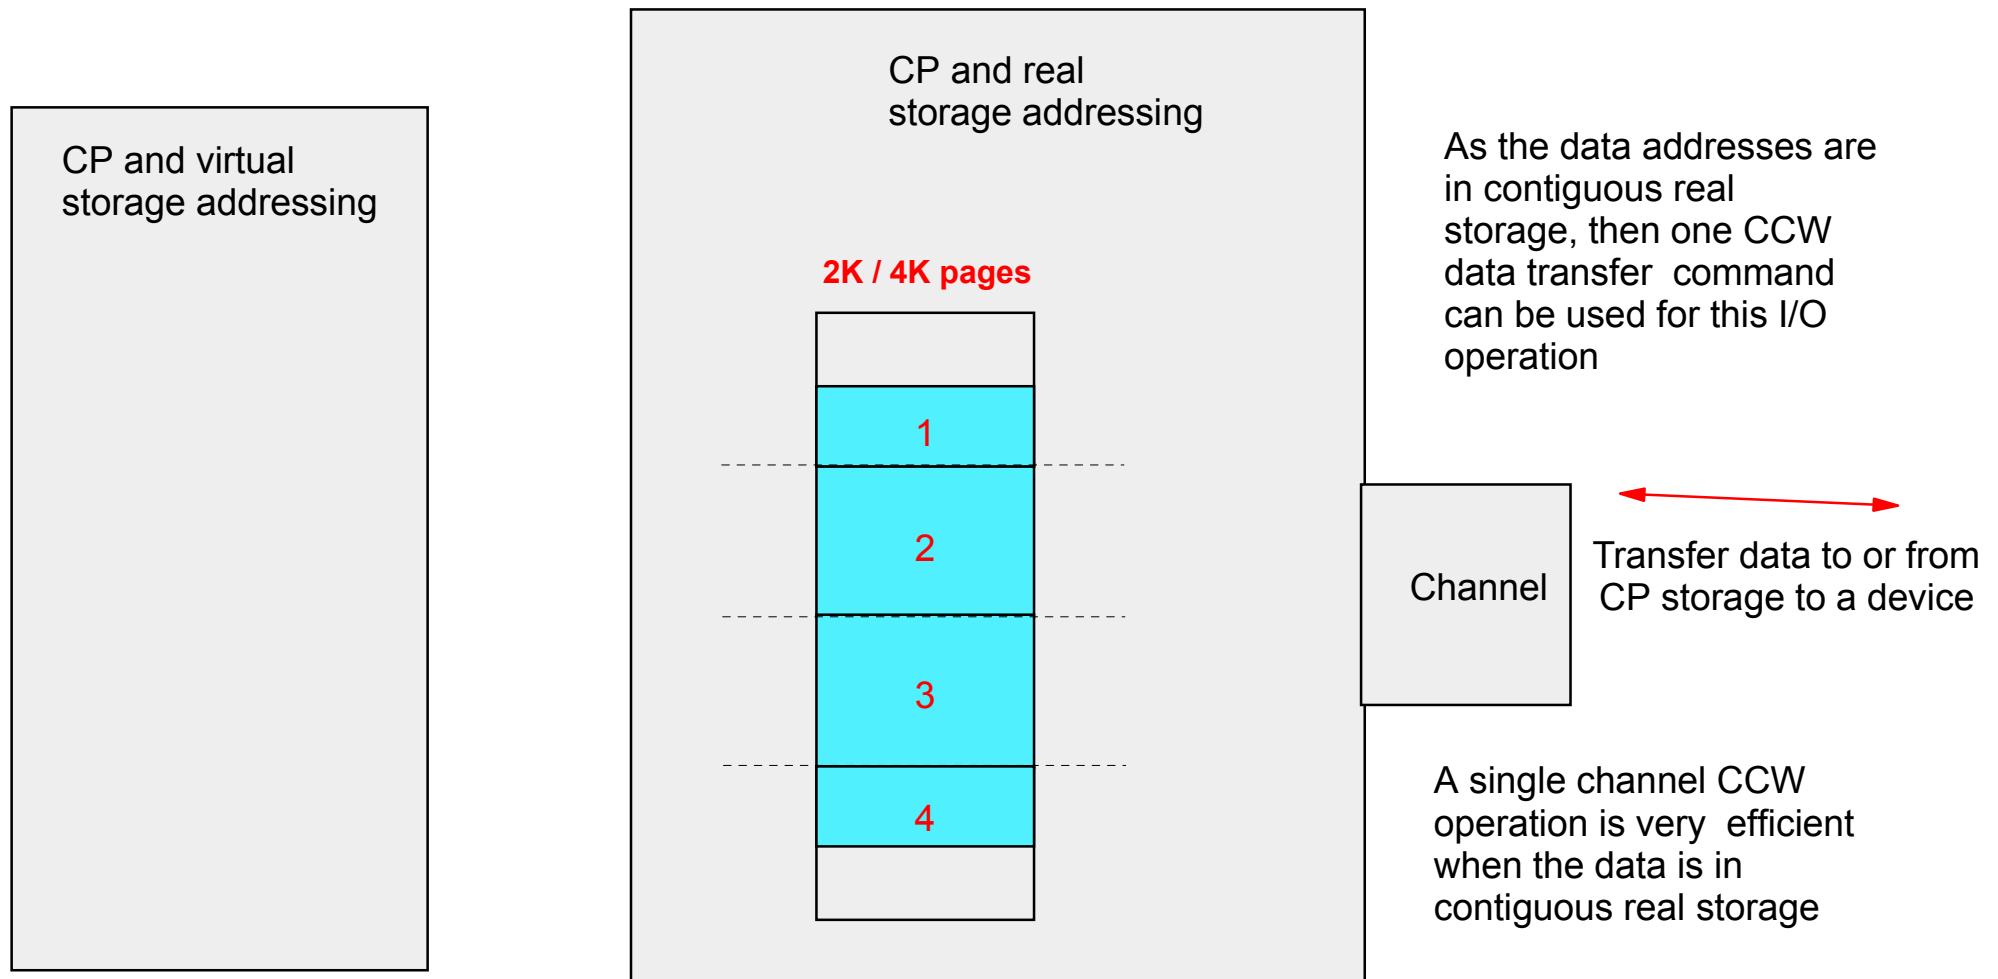 CP and virtual
storage addressing
CP and real
storage addressing
2K / 4K pages
1
2
3
4
Channel
As the data addresses are
in contiguous real
storage, then one CCW
data transfer  command
can be used for this I/O
operation
Transfer data to or from
CP storage to a device
A single channel CCW
operation is very  efficient
when the data is in
contiguous real storage